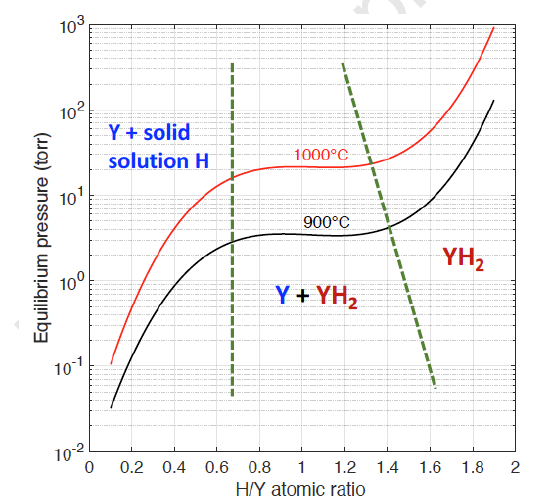 10³
10²
10¹
10⁰
10⁻¹
10⁻²
Equilibrium pressure (torr)
Y + solid
solution H
1000°C
900°C
YH₂
Y + YH₂
0 0.2 0.4 0.6 0.8 1 1.2 1.4 1.6 1.8 2
H/Y atomic ratio